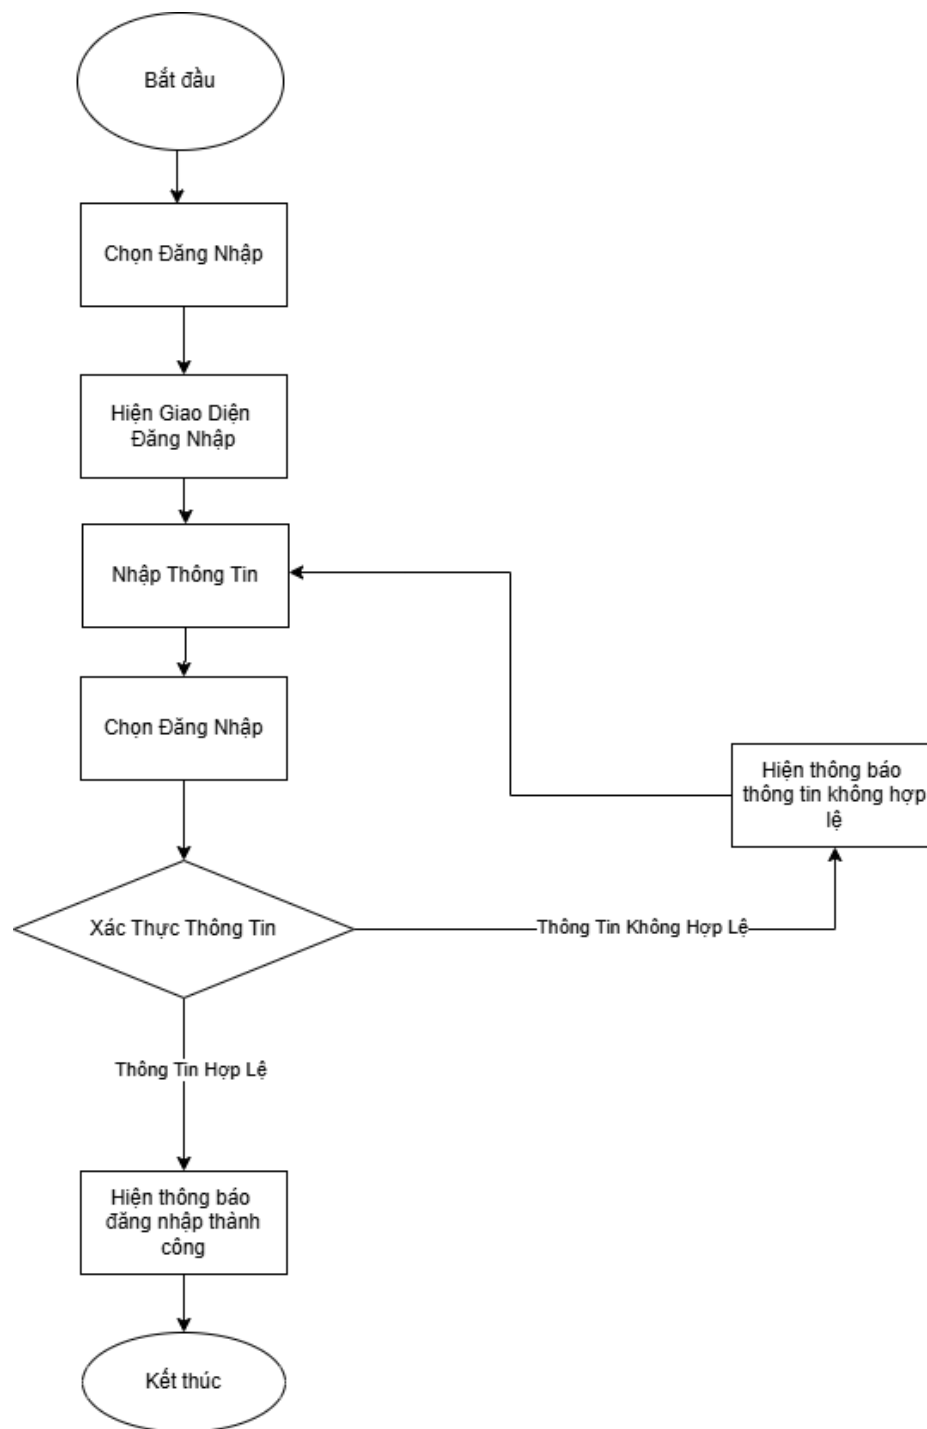 Bắt đầu
Chọn Đăng Nhập
Hiện Giao Diện
Đăng Nhập
Nhập Thông Tin
Chọn Đăng Nhập
Hiện thông báo
thông tin không hợp
lệ
Xác Thực Thông Tin
Thông Tin Không Hợp Lệ
Thông Tin Hợp Lệ
Hiện thông báo
đăng nhập thành
công
Kết thúc